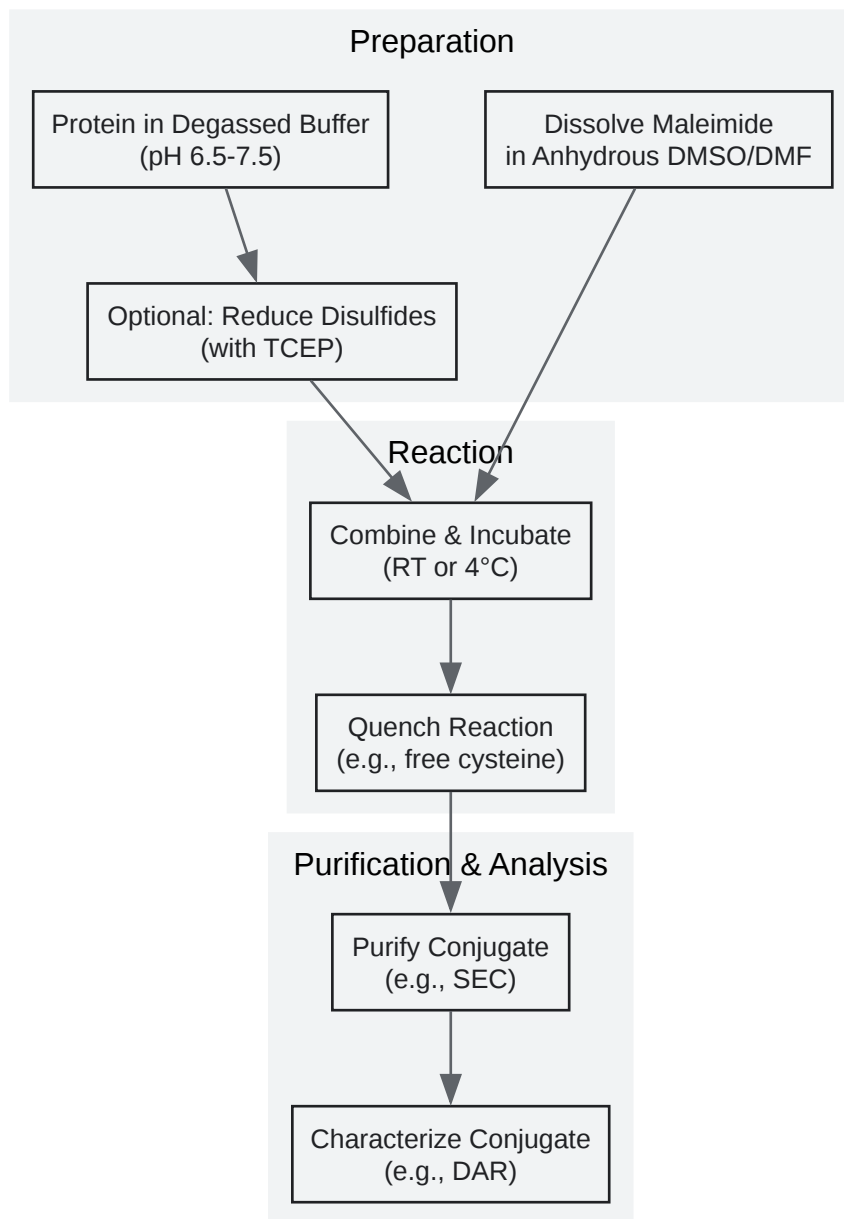 Preparation
Protein in Degassed Buffer
(pH 6.5-7.5)
Dissolve Maleimide
in Anhydrous DMSO/DMF
Optional: Reduce Disulfides
(with TCEP)
Reaction
Combine & Incubate
(RT or 4°C)
Quench Reaction
(e.g., free cysteine)
Purification & Analysis
Purify Conjugate
(e.g., SEC)
Characterize Conjugate
(e.g., DAR)